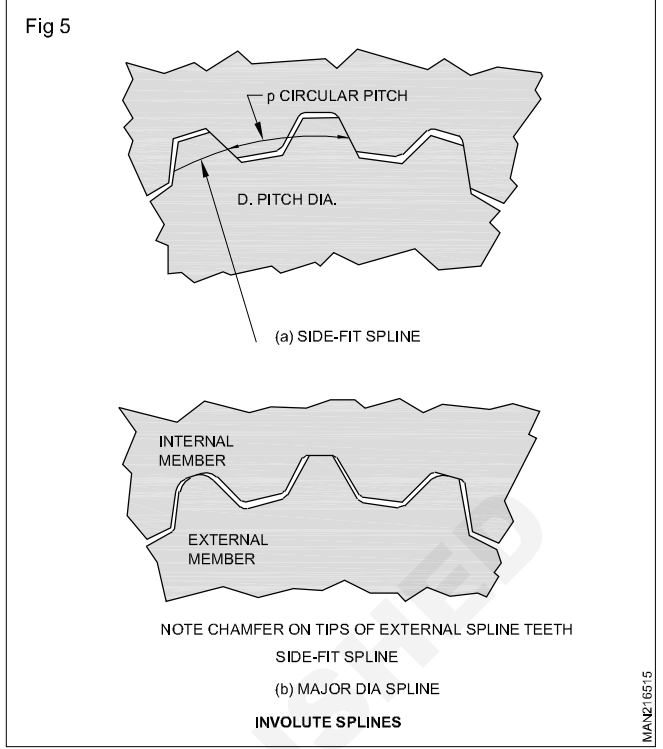 Fig 5
p CIRCULAR PITCH
D. PITCH DIA.
(a) SIDE-FIT SPLINE
INTERNAL
MEMBER
EXTERNAL
MEMBER
NOTE CHAMFER ON TIPS OF EXTERNAL SPLINE TEETH
SIDE-FIT SPLINE
(b) MAJOR DIA SPLINE
INVOLUTE SPLINES
MAN216515
SHED